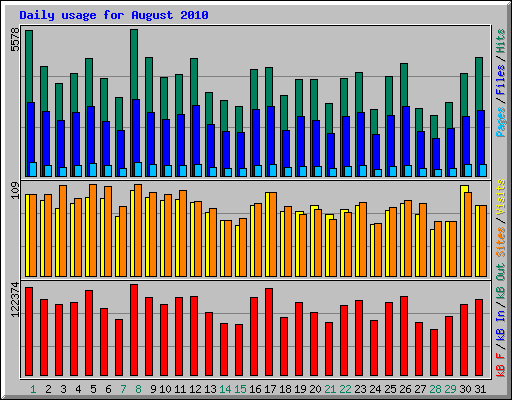 Daily usage for August 2010
5578
Pages / Files / Hits
109
Sites / Visits
122374
kB F / kB In / kB Out
1 2 3 4 5 6 7 8 9 10 11 12 13 14 15 16 17 18 19 20 21 22 23 24 25 26 27 28 29 30 31